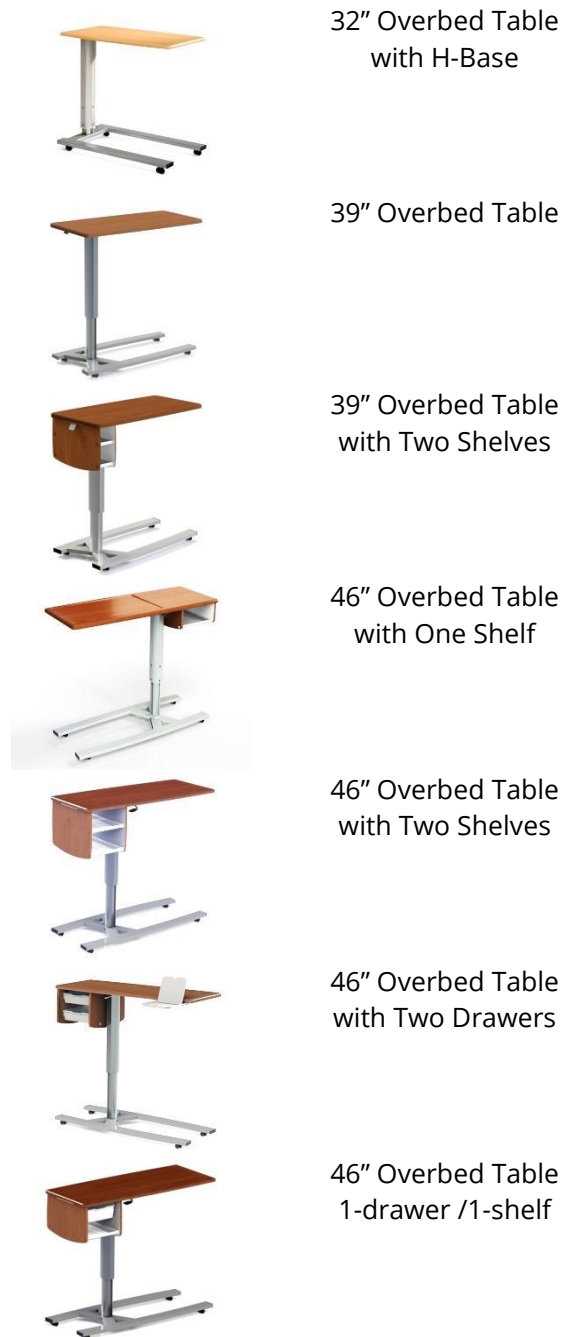 32” Overbed Table
with H-Base
39” Overbed Table
39” Overbed Table
with Two Shelves
46” Overbed Table
with One Shelf
46” Overbed Table
with Two Shelves
46” Overbed Table
with Two Drawers
46” Overbed Table
1-drawer /1-shelf